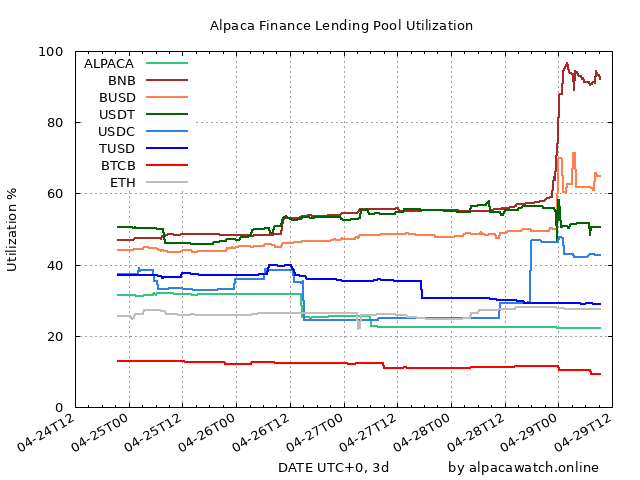 Alpaca Finance Lending Pool Utilization
100
80
60
40
20
0
Utilization %
ALPACA
BNB
BUSD
USDT
USDC
TUSD
BTCB
ETH
04-24T12
04-25T00
04-25T12
04-26T00
04-26T12
04-27T00
04-27T12
04-28T00
04-28T12
04-29T00
04-29T12
DATE UTC+0, 3d
by alpacawatch.online